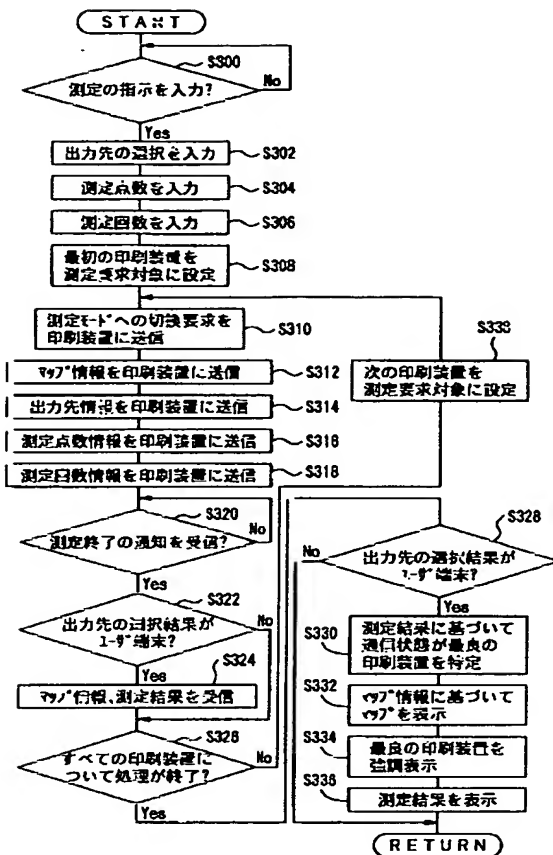 START
S300
測定の指示を入力?
No
Yes
出力先の選択を入力
S302
測定点数を入力
S304
測定回数を入力
S306
最初の印刷装置を
測定要求対象に設定
S308
測定モードへの切換要求を
印刷装置に送信
S310
マップ情報を印刷装置に送信
S312
出力先情報を印刷装置に送信
S314
測定点数情報を印刷装置に送信
S316
測定回数情報を印刷装置に送信
S318
S320
測定終了の通知を受信?
No
Yes
S322
出力先の選択結果が
ユーザ端末?
No
Yes
S324
マップ情報、測定結果を受信
S326
すべての印刷装置に
ついて処理が終了?
No
Yes
S338
次の印刷装置を
測定要求対象に設定
S328
出力先の選択結果が
ユーザ端末?
No
Yes
S330
測定結果に基づいて
通信状態が最良の
印刷装置を特定
S332
マップ情報に基づいて
マップを表示
S334
最良の印刷装置を
強調表示
S336
測定結果を表示
RETURN